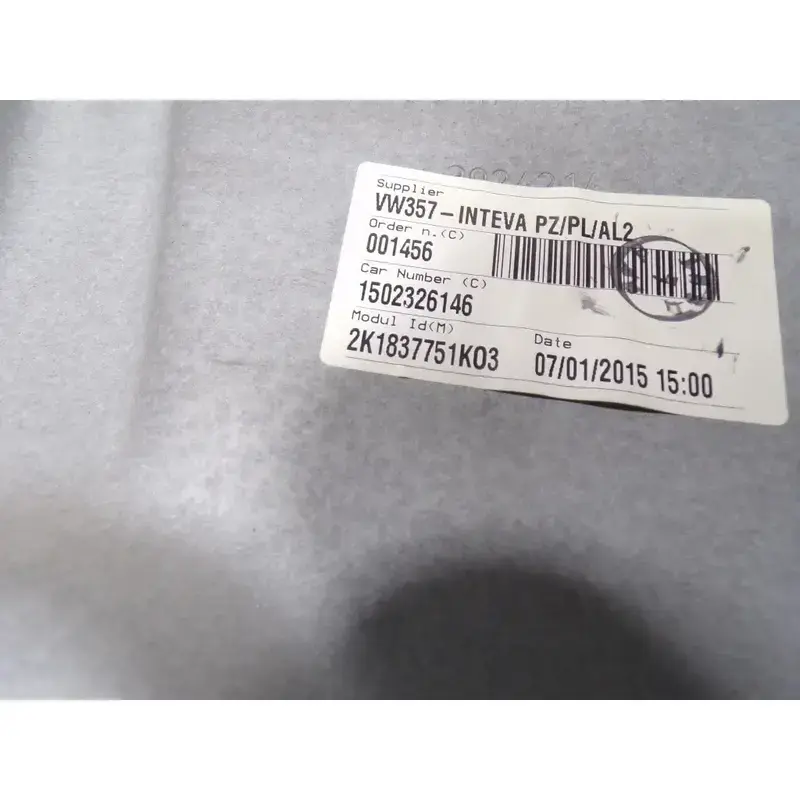 Supplier
VW357-INTEVA PZ/PL/AL2
Order n.(C)
001456
Car Number (C)
1502326146
Modul Id(M)
2K1837751K03
Date
07/01/2015 15:00